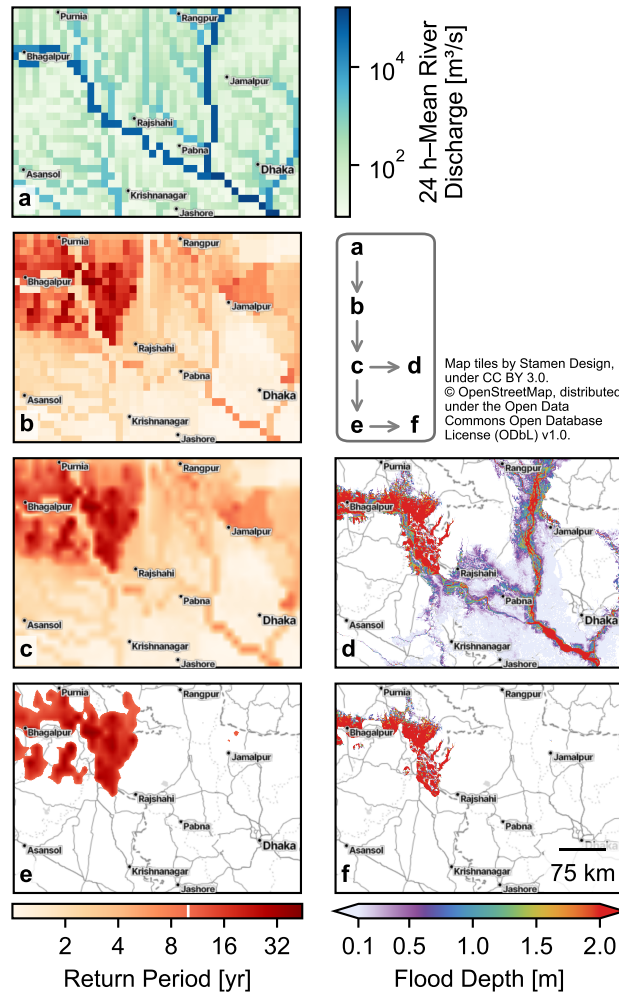 Purnia
Rangpur
Bhagalpur
Jamalpur
Rajshahi
Pabna
Asansol
Dhaka
Krishnanagar
Jashore
a
10⁴
10²
24 h–Mean River
Discharge [m³/s]
Purnia
Rangpur
Bhagalpur
Jamalpur
Rajshahi
Pabna
Asansol
Dhaka
Krishnanagar
Jashore
b
a
b
c
d
e
f
Map tiles by Stamen Design,
under CC BY 3.0.
© OpenStreetMap, distributed
under the Open Data
Commons Open Database
License (ODbL) v1.0.
Purnia
Rangpur
Bhagalpur
Jamalpur
Rajshahi
Pabna
Asansol
Dhaka
Krishnanagar
Jashore
c
Purnia
Rangpur
Bhagalpur
Jamalpur
Rajshahi
Pabna
Asansol
Dhaka
Krishnanagar
Jashore
d
Purnia
Rangpur
Bhagalpur
Jamalpur
Rajshahi
Pabna
Asansol
Dhaka
Krishnanagar
Jashore
e
Purnia
Rangpur
Bhagalpur
Jamalpur
Rajshahi
Pabna
Asansol
Dhaka
Krishnanagar
Jashore
f
75 km
2 4 8 16 32
Return Period [yr]
0.1 0.5 1.0 1.5 2.0
Flood Depth [m]